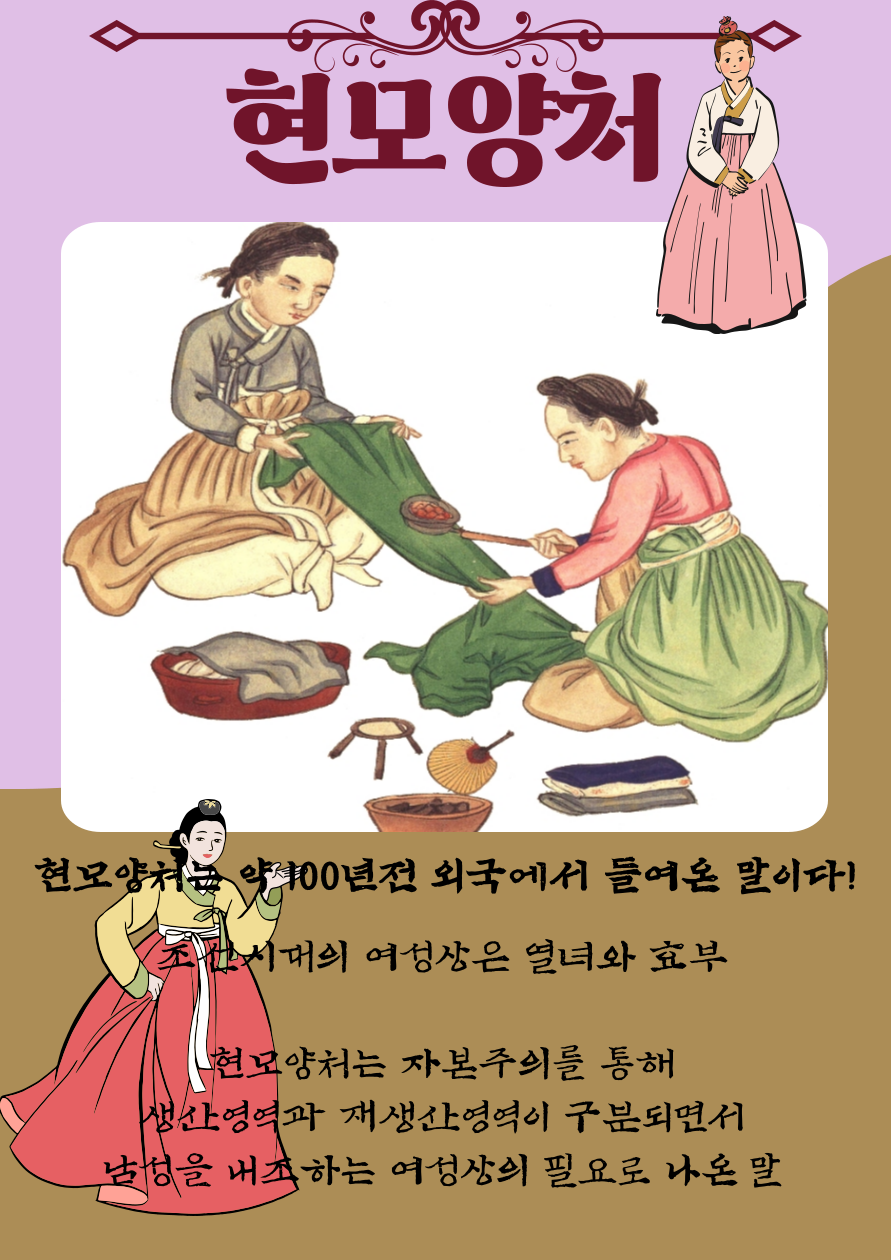 현모양처
현모양처는 약 100년전 외국에서 들여온 말이다!
조선시대의 여성상은 열녀와 효부
현모양처는 자본주의를 통해
생산영역과 재생산영역이 구분되면서
남성을 내조하는 여성상의 필요로 나온 말